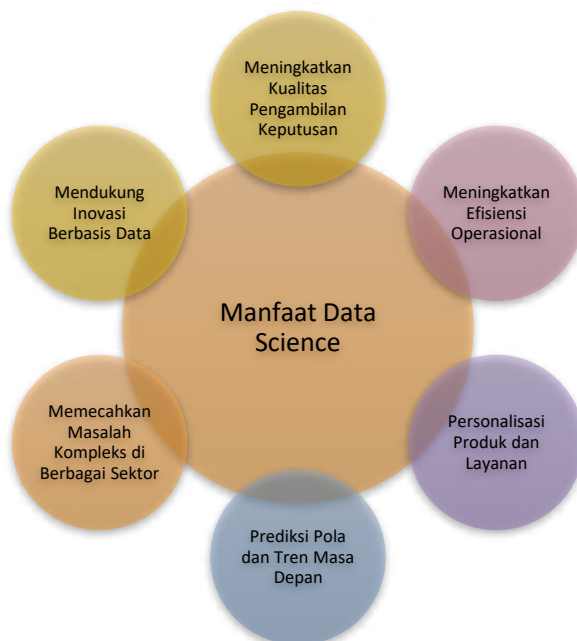 Meningkatkan
Kualitas
Pengambilan
Keputusan
Meningkatkan
Efisiensi
Operasional
Personalisasi
Produk dan
Layanan
Prediksi Pola
dan Tren Masa
Depan
Memecahkan
Masalah
Kompleks di
Berbagai Sektor
Mendukung
Inovasi
Berbasis Data
Manfaat Data
Science